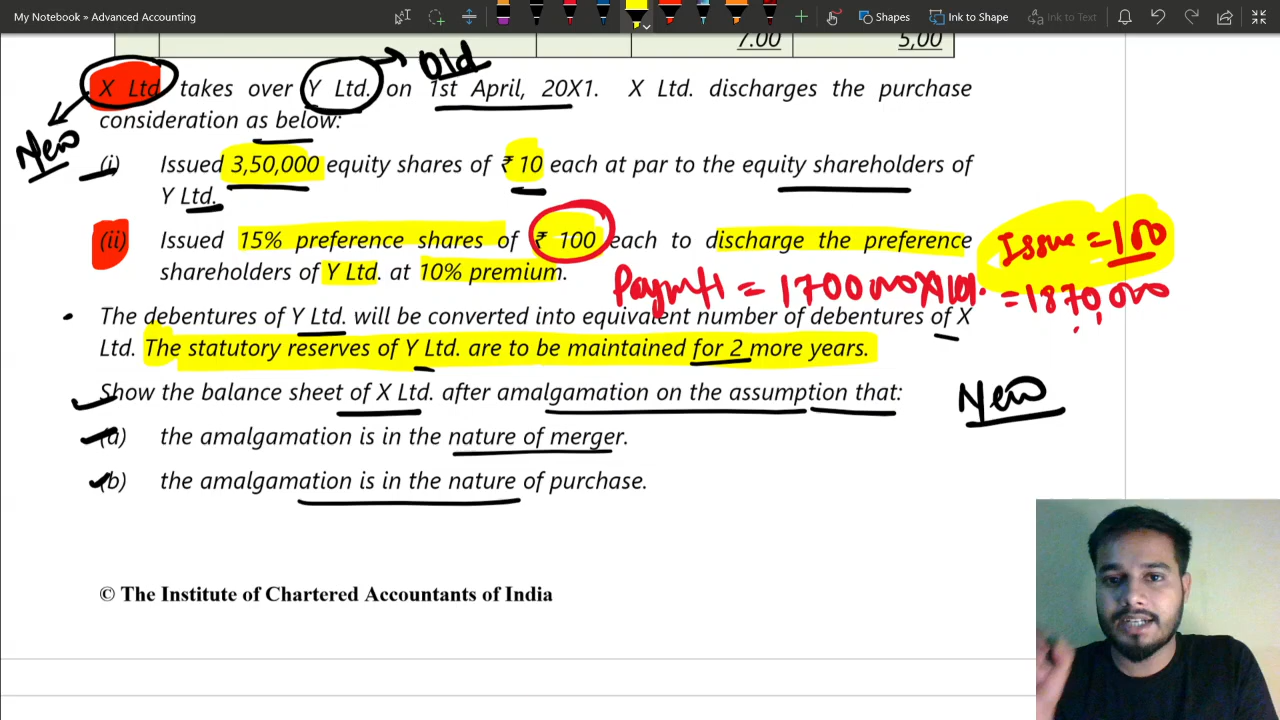 My Notebook » Advanced Accounting
Shapes
Ink to Shape
Ink to Text
7.00 5,00
Old
X Ltd. takes over Y Ltd. on 1st April, 20X1. X Ltd. discharges the purchase
consideration as below:
New
(i) Issued 3,50,000 equity shares of ₹ 10 each at par to the equity shareholders of
Y Ltd.
(ii) Issued 15% preference shares of ₹ 100 each to discharge the preference
Issue = 100
shareholders of Y Ltd. at 10% premium.
= 1870,000
The debentures of Y Ltd. will be converted into equivalent number of debentures of X
Ltd. The statutory reserves of Y Ltd. are to be maintained for 2 more years.
Show the balance sheet of X Ltd. after amalgamation on the assumption that:
New
(a) the amalgamation is in the nature of merger.
(b) the amalgamation is in the nature of purchase.
© The Institute of Chartered Accountants of India